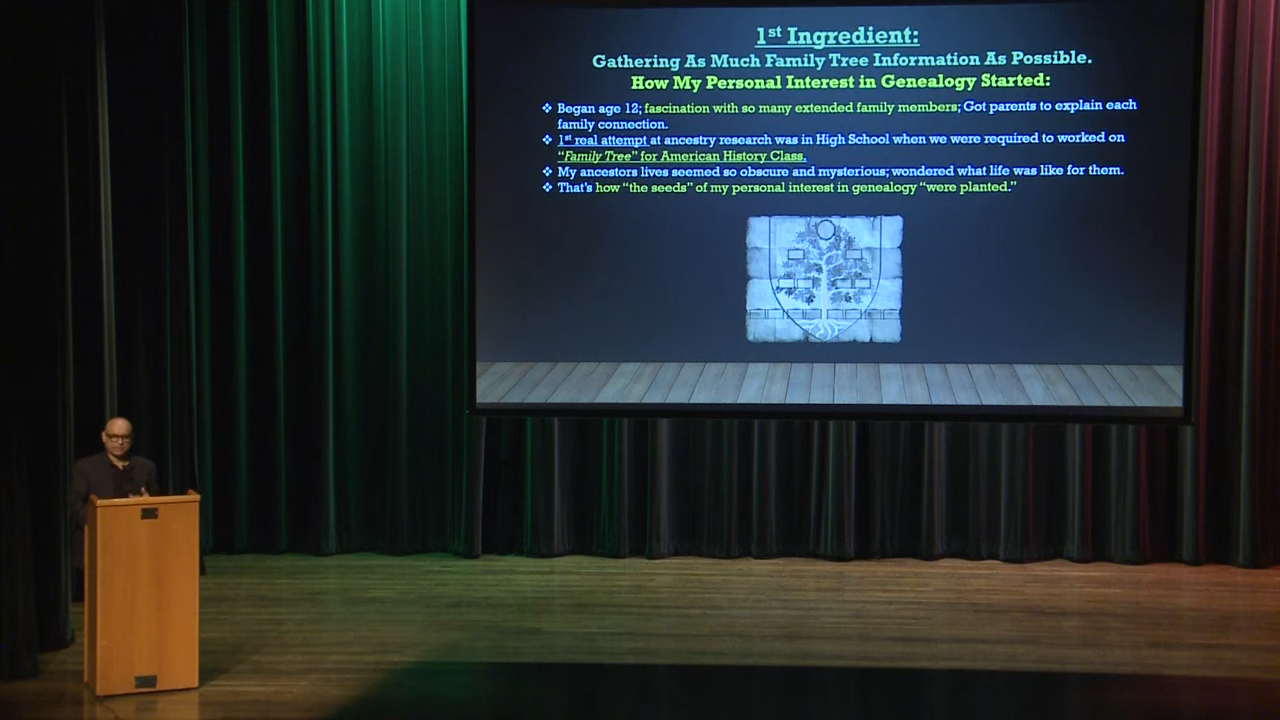 1st Ingredient:
Gathering As Much Family Tree Information As Possible.
How My Personal Interest in Genealogy Started:
❖ Began age 12; fascination with so many extended family members; Got parents to explain each
family connection.
❖ 1st real attempt at ancestry research was in High School when we were required to worked on
"Family Tree" for American History Class.
❖ My ancestors lives seemed so obscure and mysterious; wondered what life was like for them.
❖ That's how "the seeds" of my personal interest in genealogy "were planted."